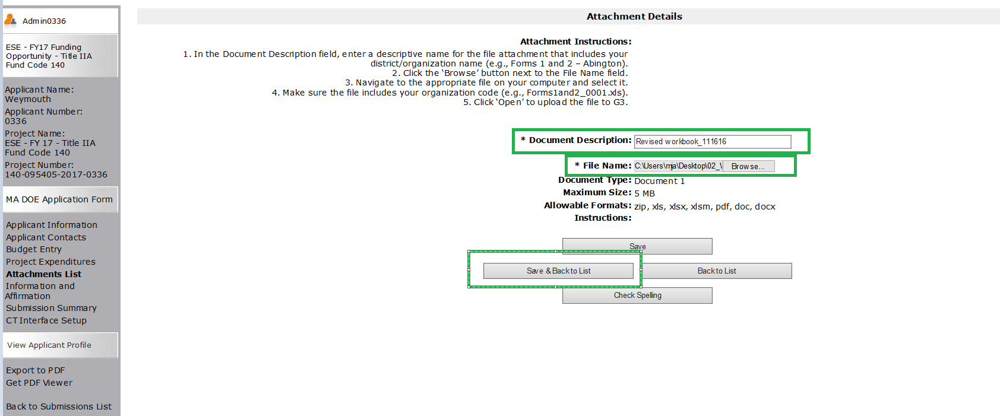 Admin0336
ESE - FY17 Funding
Opportunity - Title IIA
Fund Code 140
Applicant Name:
Weymouth
Applicant Number:
0336
Project Name:
ESE - FY 17 - Title IIA
Fund Code 140
Project Number:
140-095405-2017-0336
MA DOE Application Form
Applicant Information
Applicant Contacts
Budget Entry
Project Expenditures
Attachments List
Information and
Affirmation
Submission Summary
CT Interface Setup
View Applicant Profile
Export to PDF
Get PDF Viewer
Back to Submissions List
Attachment Details
Attachment Instructions:
1. In the Document Description field, enter a descriptive name for the file attachment that includes your
district/organization name (e.g., Forms 1 and 2 – Abington).
2. Click the ‘Browse’ button next to the File Name field.
3. Navigate to the appropriate file on your computer and select it.
4. Make sure the file includes your organization code (e.g., Forms1and2_0001.xls).
5. Click ‘Open’ to upload the file to G3.
* Document Description: Revised workbook_111616
* File Name: C:\Users\mja\Desktop\02_\ Browse...
Document Type: Document 1
Maximum Size: 5 MB
Allowable Formats: zip, xls, xlsx, xlsm, pdf, doc, docx
Instructions:
Save
Save & Back to List Back to List
Check Spelling